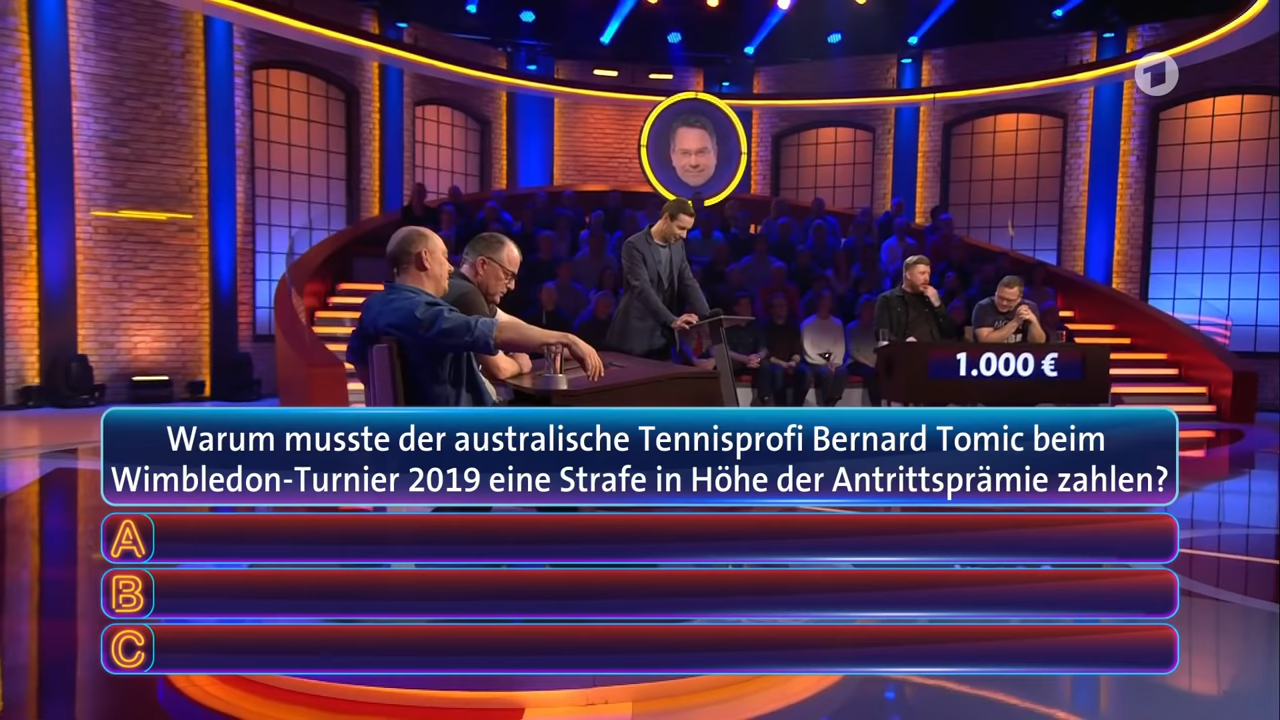 1
1.000 €
Warum musste der australische Tennisprofi Bernard Tomic beim
Wimbledon-Turnier 2019 eine Strafe in Höhe der Antrittsprämie zahlen?
A
B
C